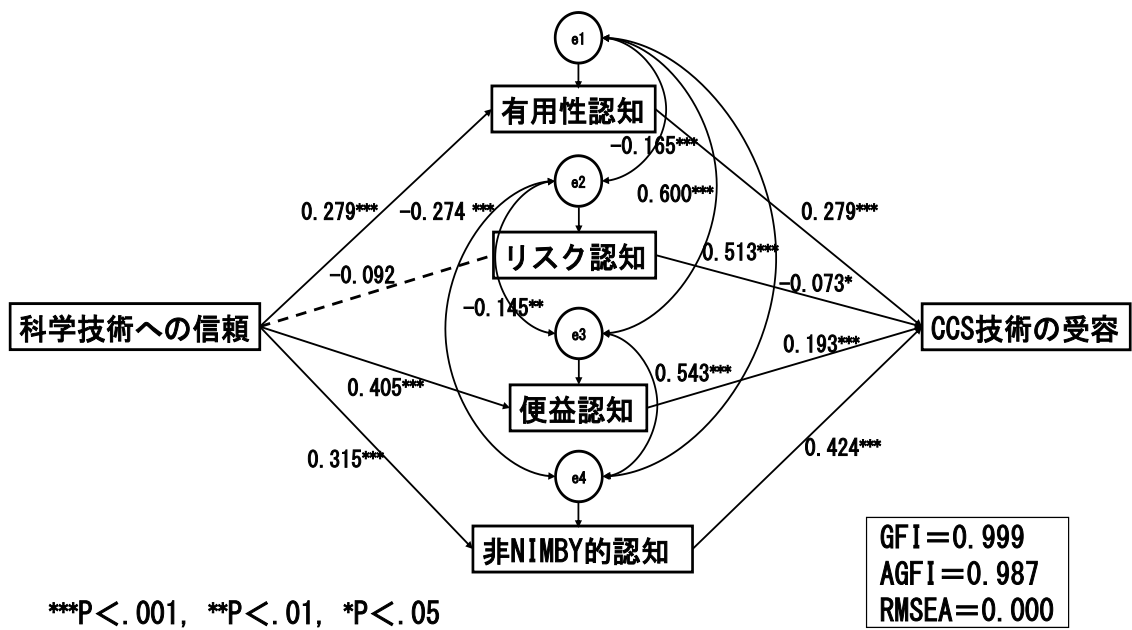 e1
有用性認知
-0.165***
e2
0.600***
0.279***
-0.274 ***
0.279***
リスク認知
0.513***
-0.092
-0.073*
-0.145**
科学技術への信頼
e3
CCS技術の受容
0.193***
0.543***
0.405***
便益認知
0.315***
0.424***
e4
非NIMBY的認知
GFI=0.999
AGFI=0.987
RMSEA=0.000
***P<.001, **P<.01, *P<.05